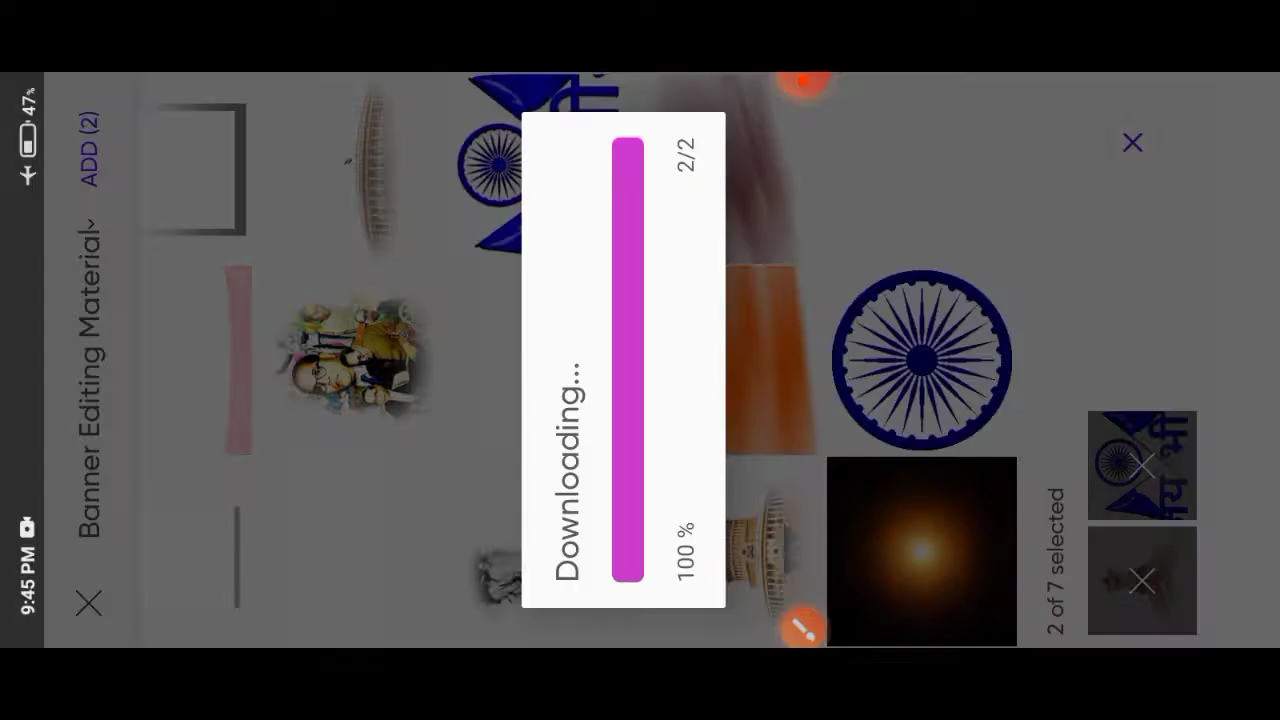 9:45 PM
47%
Banner Editing Material
ADD (2)
Downloading...
100 %
2/2
2 of 7 selected